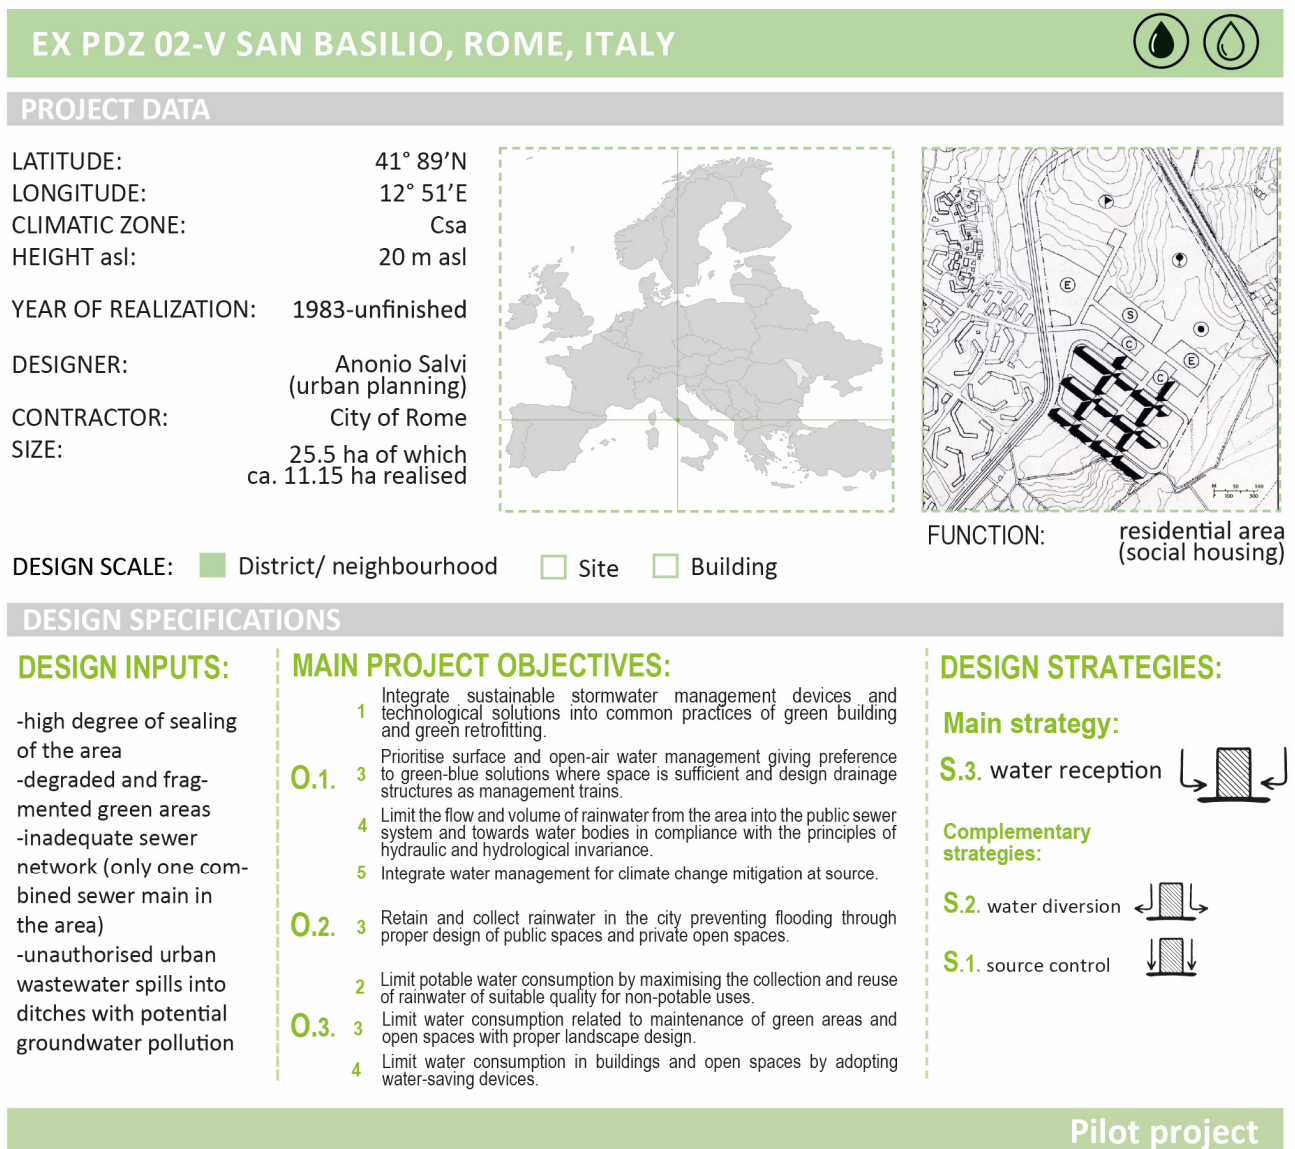 EX PDZ 02-V SAN BASILIO, ROME, ITALY
PROJECT DATA
LATITUDE: 41° 89’N
LONGITUDE: 12° 51’E
CLIMATIC ZONE: Csa
HEIGHT asl: 20 m asl
YEAR OF REALIZATION: 1983-unfinished
DESIGNER: Anonio Salvi
(urban planning)
CONTRACTOR: City of Rome
SIZE: 25.5 ha of which
ca. 11.15 ha realised
E
S
C
E
C
M 50 100
F 100 300
FUNCTION: residential area
(social housing)
DESIGN SCALE: District/ neighbourhood Site Building
DESIGN SPECIFICATIONS
DESIGN INPUTS:
-high degree of sealing
of the area
-degraded and frag-
mented green areas
-inadequate sewer
network (only one com-
bined sewer main in
the area)
-unauthorised urban
wastewater spills into
ditches with potential
groundwater pollution
MAIN PROJECT OBJECTIVES:
O.1.
1 Integrate sustainable stormwater management devices and
technological solutions into common practices of green building
and green retrofitting.
3 Prioritise surface and open-air water management giving preference
to green-blue solutions where space is sufficient and design drainage
structures as management trains.
4 Limit the flow and volume of rainwater from the area into the public sewer
system and towards water bodies in compliance with the principles of
hydraulic and hydrological invariance.
5 Integrate water management for climate change mitigation at source.
O.2. 3 Retain and collect rainwater in the city preventing flooding through
proper design of public spaces and private open spaces.
O.3.
2 Limit potable water consumption by maximising the collection and reuse
of rainwater of suitable quality for non-potable uses.
3 Limit water consumption related to maintenance of green areas and
open spaces with proper landscape design.
4 Limit water consumption in buildings and open spaces by adopting
water-saving devices.
DESIGN STRATEGIES:
Main strategy:
S.3. water reception
Complementary
strategies:
S.2. water diversion
S.1. source control
Pilot project